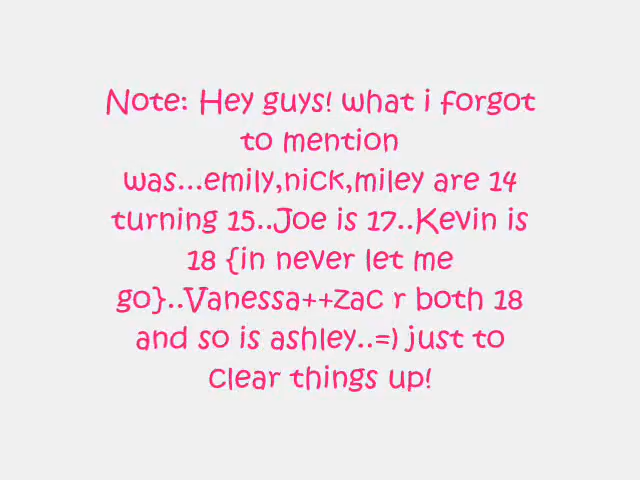 Note: Hey guys! what i forgot
to mention
was...emily,nick,miley are 14
turning 15..Joe is 17..Kevin is
18 {in never let me
go}..Vanessa++zac r both 18
and so is ashley..=) just to
clear things up!